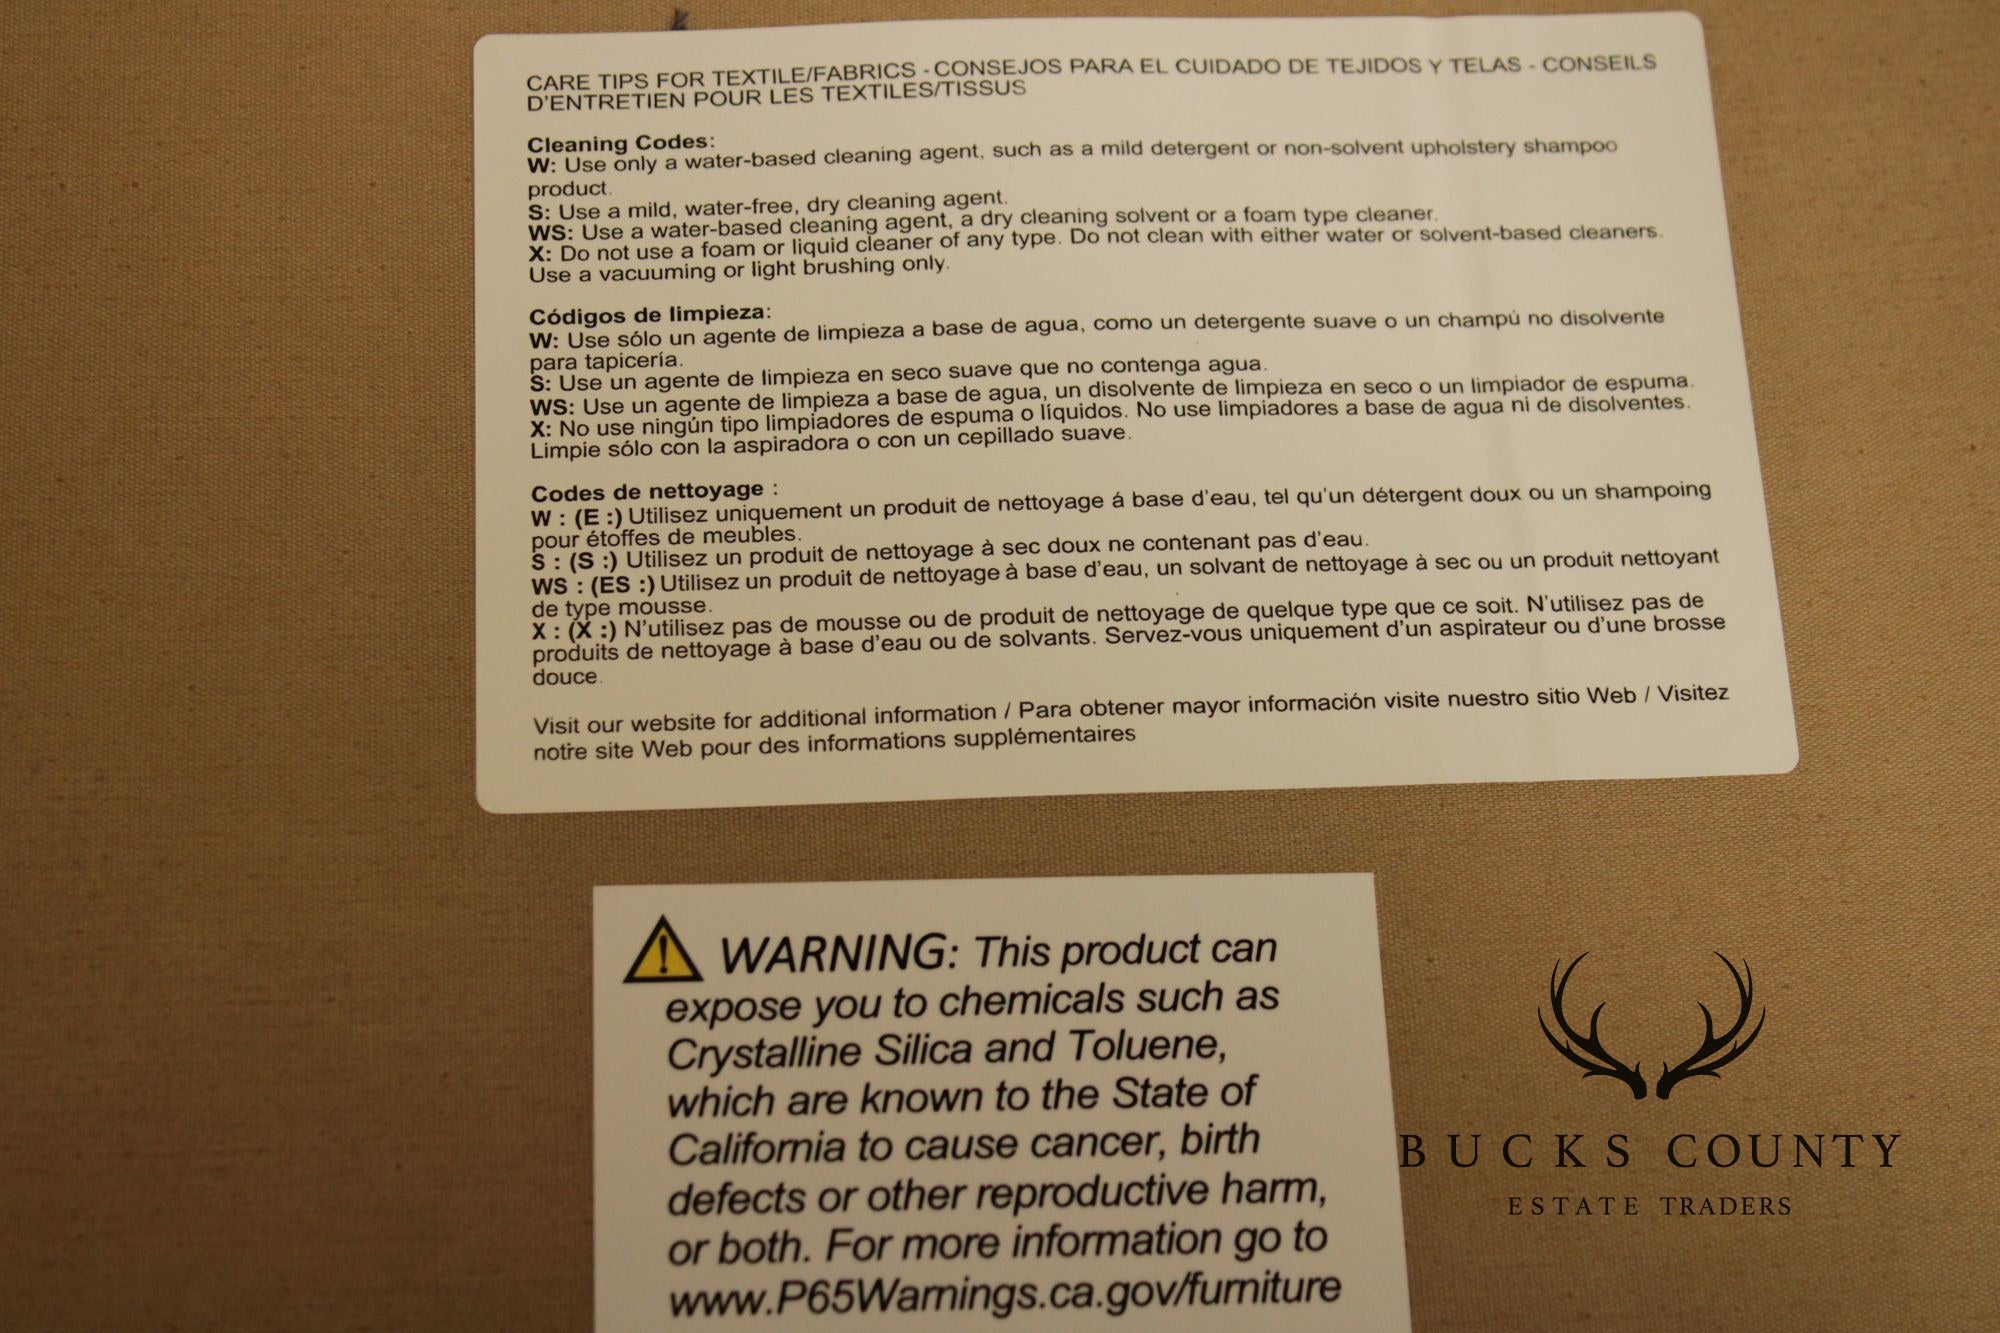 CARE TIPS FOR TEXTILE/FABRICS - CONSEJOS PARA EL CUIDADO DE TEJIDOS Y TELAS - CONSEILS
D'ENTRETIEN POUR LES TEXTILES/TISSUS
Cleaning Codes:
W: Use only a water-based cleaning agent, such as a mild detergent or non-solvent upholstery shampoo
product.
S: Use a mild, water-free, dry cleaning agent.
WS: Use a water-based cleaning agent, a dry cleaning solvent or a foam type cleaner.
X: Do not use a foam or liquid cleaner of any type. Do not clean with either water or solvent-based cleaners.
Use a vacuuming or light brushing only.
Códigos de limpieza:
W: Use sólo un agente de limpieza a base de agua, como un detergente suave o un champú no disolvente
para tapicería.
S: Use un agente de limpieza en seco suave que no contenga agua.
WS: Use un agente de limpieza a base de agua, un disolvente de limpieza en seco o un limpiador de espuma.
X: No use ningún tipo limpiadores de espuma o líquidos. No use limpiadores a base de agua ni de disolventes.
Limpie sólo con la aspiradora o con un cepillado suave.
Codes de nettoyage :
W : (E :) Utilisez uniquement un produit de nettoyage á base d'eau, tel qu'un détergent doux ou un shampoing
pour étoffes de meubles.
S : (S :) Utilisez un produit de nettoyage à sec doux ne contenant pas d'eau.
WS : (ES :) Utilisez un produit de nettoyage à base d'eau, un solvant de nettoyage à sec ou un produit nettoyant
de type mousse.
X : (X :) N'utilisez pas de mousse ou de produit de nettoyage de quelque type que ce soit. N'utilisez pas de
produits de nettoyage à base d'eau ou de solvants. Servez-vous uniquement d'un aspirateur ou d'une brosse
douce.
Visit our website for additional information / Para obtener mayor información visite nuestro sitio Web / Visitez
notre site Web pour des informations supplémentaires
WARNING: This product can
expose you to chemicals such as
Crystalline Silica and Toluene,
which are known to the State of
California to cause cancer, birth
defects or other reproductive harm,
or both. For more information go to
www.P65Warnings.ca.gov/furniture
BUCKS COUNTY
ESTATE TRADERS